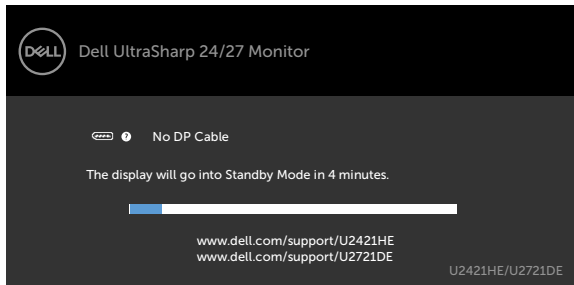 DELL
Dell UltraSharp 24/27 Monitor
? No DP Cable
The display will go into Standby Mode in 4 minutes.
www.dell.com/support/U2421HE
www.dell.com/support/U2721DE
U2421HE/U2721DE